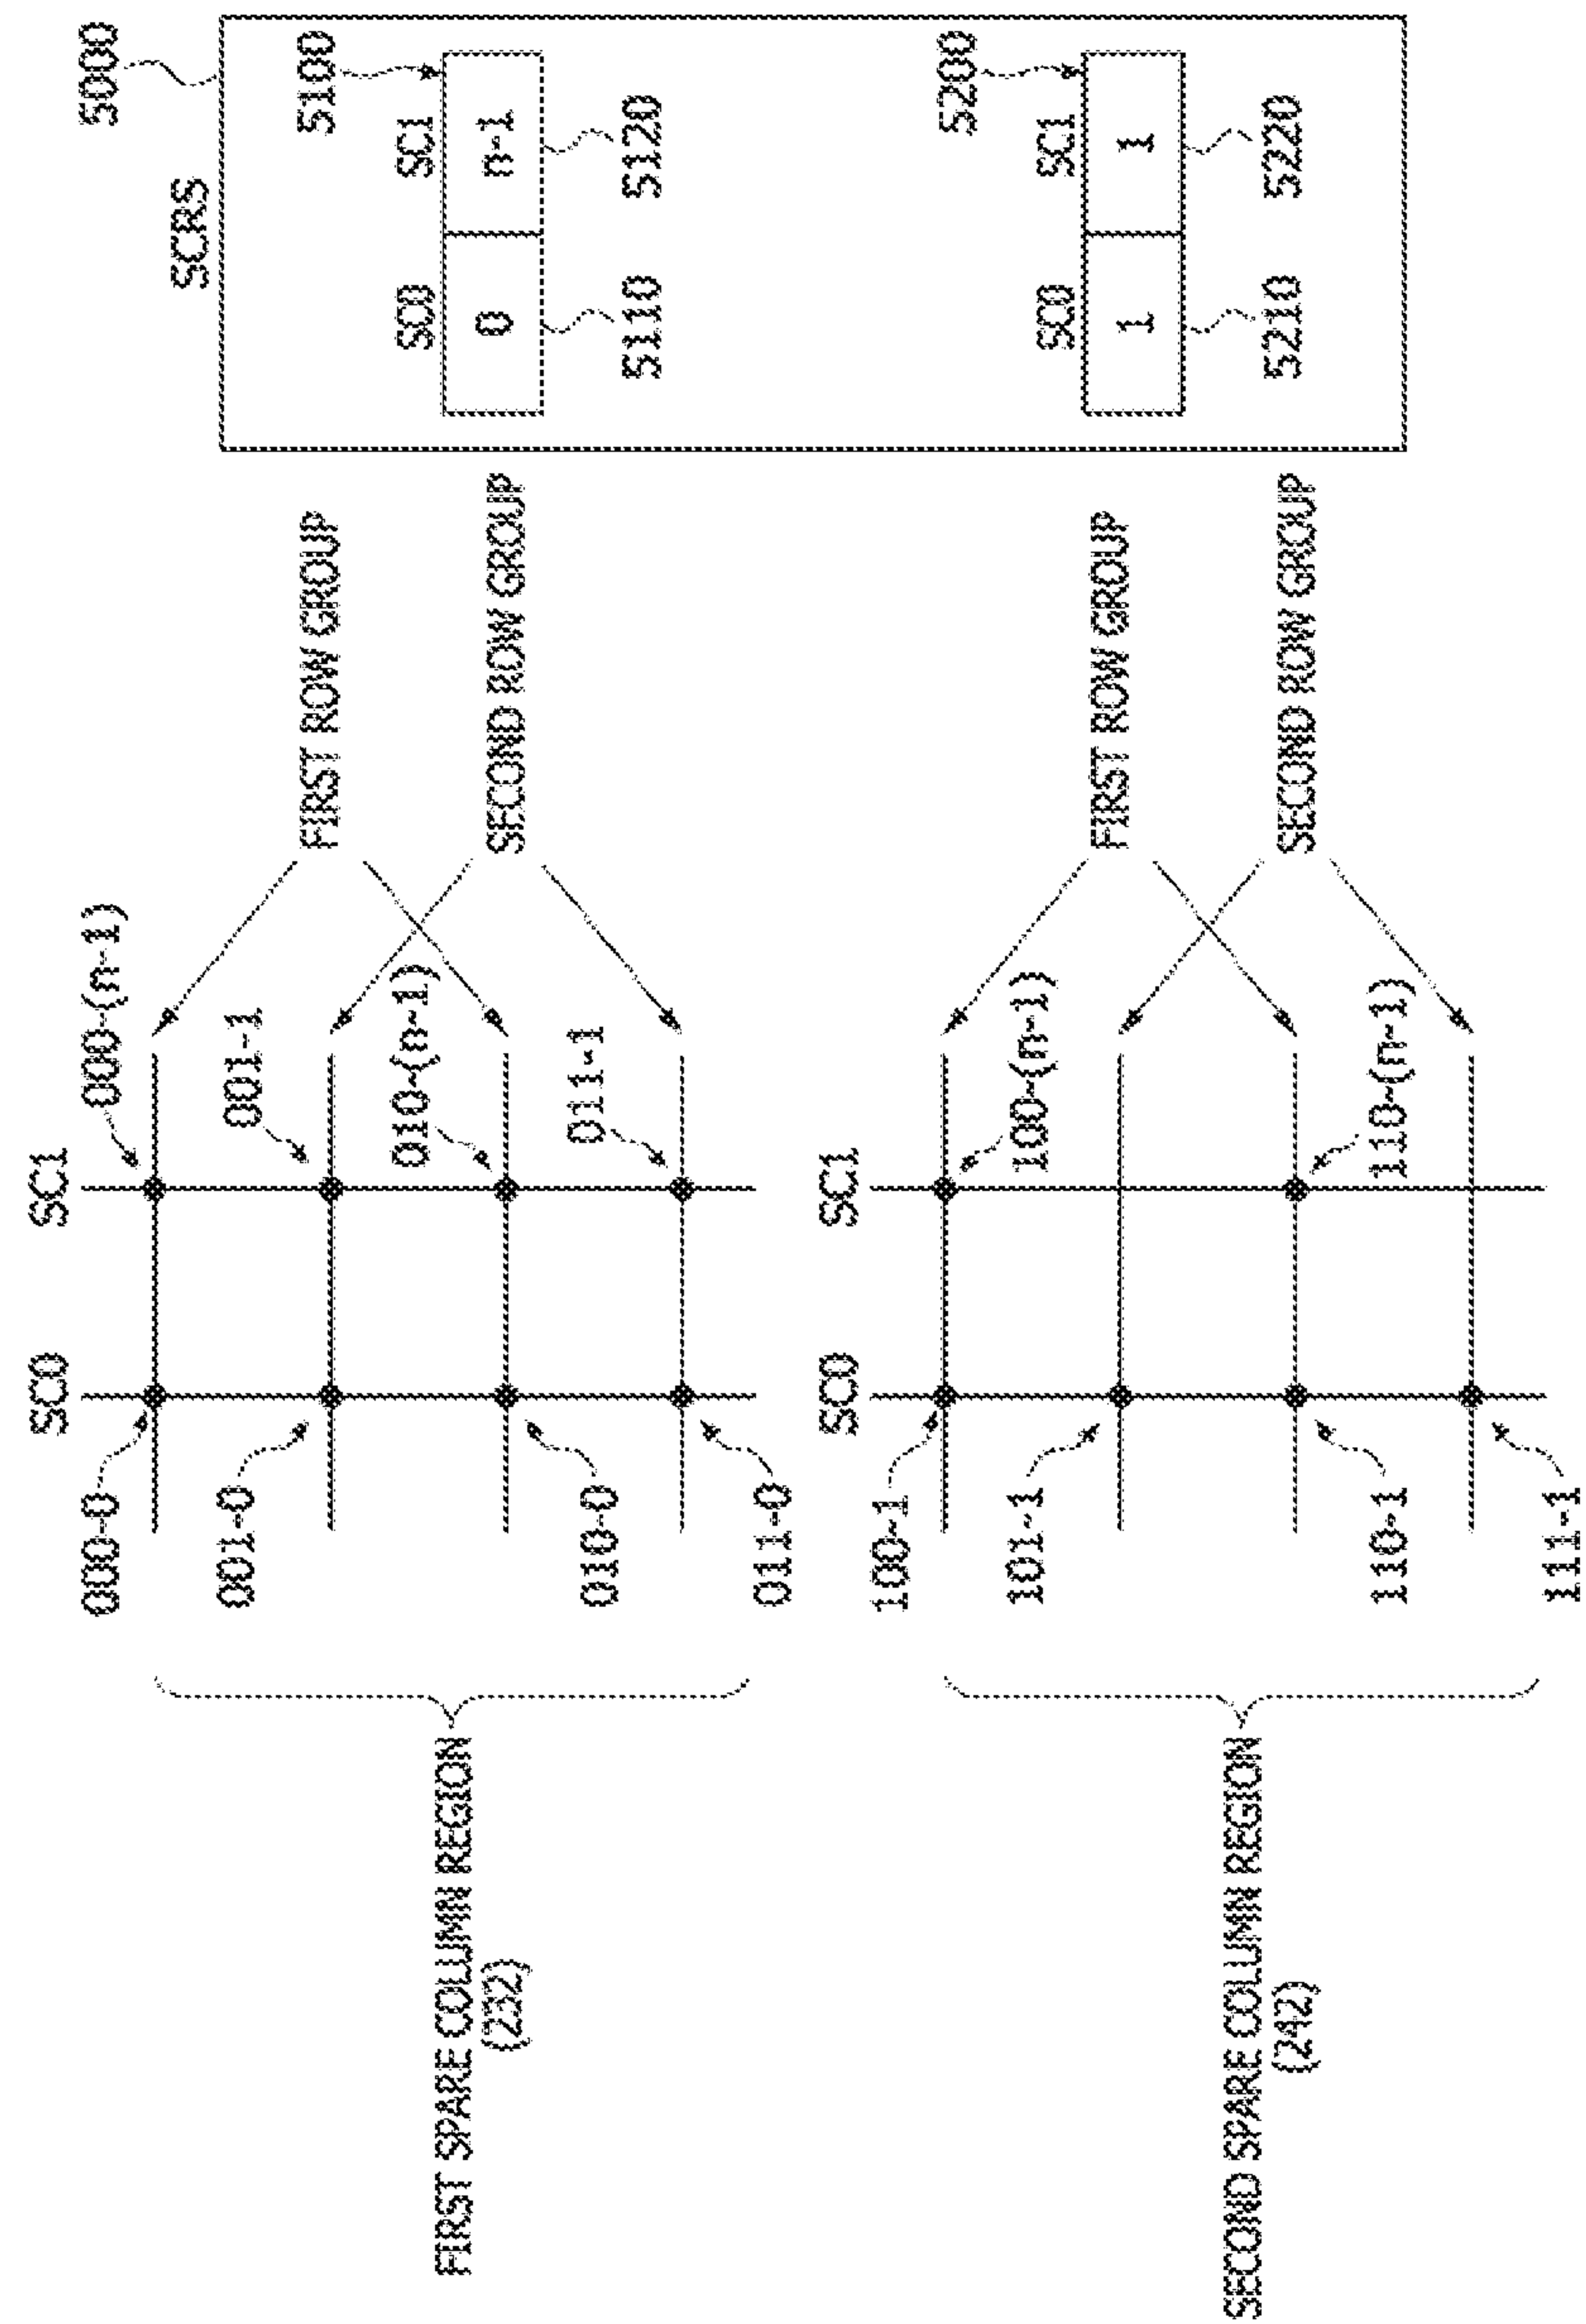 SCRS
5000
SC0
SC1
000-0
000-(n-1)
001-0
001-1
010-0
010-(n-1)
011-0
011-1
FIRST SPARE COLUMN REGION
(232)
FIRST ROW GROUP
SECOND ROW GROUP
SC0
SC1
5100
0
n-1
5110
5120
SC0
SC1
100-1
100-(n-1)
101-1
110-1
110-(n-1)
111-1
SECOND SPARE COLUMN REGION
(242)
FIRST ROW GROUP
SECOND ROW GROUP
SC0
SC1
5200
1
1
5210
5220